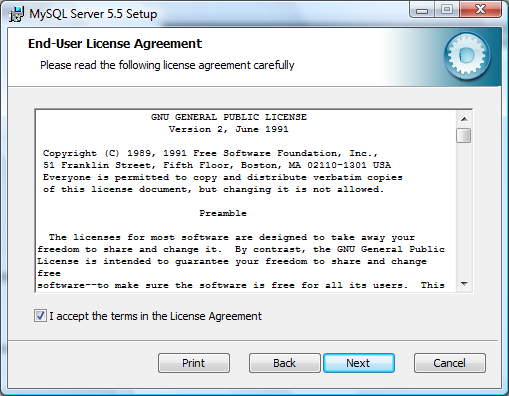 MySQL Server 5.5 Setup
End-User License Agreement
Please read the following license agreement carefully
GNU GENERAL PUBLIC LICENSE
Version 2, June 1991
Copyright (C) 1989, 1991 Free Software Foundation, Inc.,
51 Franklin Street, Fifth Floor, Boston, MA 02110-1301 USA
Everyone is permitted to copy and distribute verbatim copies
of this license document, but changing it is not allowed.
Preamble
The licenses for most software are designed to take away your
freedom to share and change it. By contrast, the GNU General Public
License is intended to guarantee your freedom to share and change
free
software--to make sure the software is free for all its users. This
I accept the terms in the License Agreement
Print Back Next Cancel